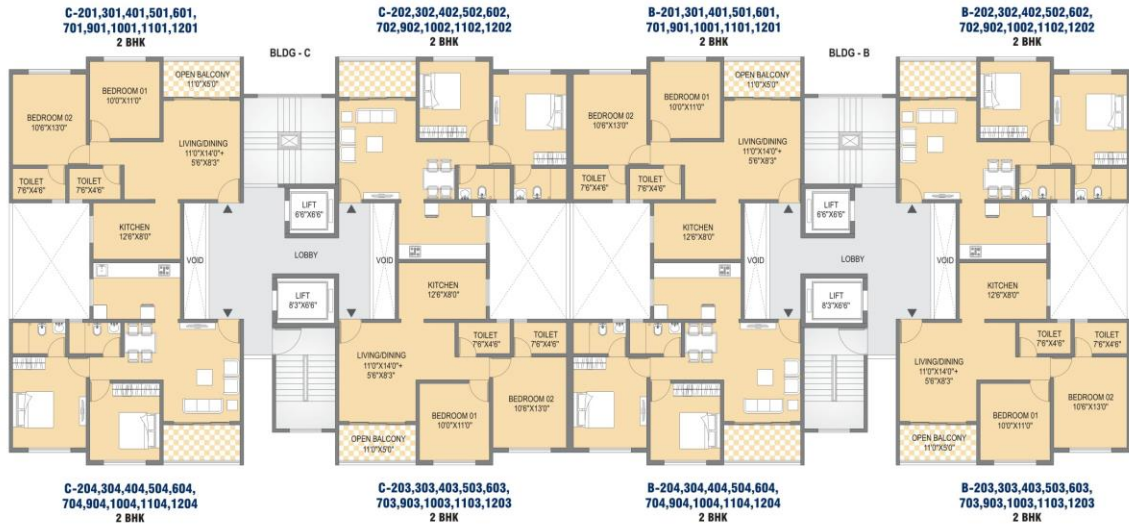 C-201,301,401,501,601,
701,901,1001,1101,1201
2 BHK
C-202,302,402,502,602,
702,902,1002,1102,1202
2 BHK
B-201,301,401,501,601,
701,901,1001,1101,1201
2 BHK
B-202,302,402,502,602,
702,902,1002,1102,1202
2 BHK
BLDG - C
BLDG - B
OPEN BALCONY
11'0"X5'0"
BEDROOM 01
10'0"X11'0"
BEDROOM 02
10'6"X13'0"
LIVING/DINING
11'0"X14'0"+
5'6"X8'3"
TOILET
7'6"X4'6"
TOILET
7'6"X4'6"
KITCHEN
12'6"X8'0"
VOID
LIFT
6'6"X6'6"
LOBBY
LIFT
8'3"X6'6"
VOID
KITCHEN
12'6"X8'0"
TOILET
7'6"X4'6"
TOILET
7'6"X4'6"
LIVING/DINING
11'0"X14'0"+
5'6"X8'3"
BEDROOM 02
10'6"X13'0"
BEDROOM 01
10'0"X11'0"
OPEN BALCONY
11'0"X5'0"
OPEN BALCONY
11'0"X5'0"
BEDROOM 01
10'0"X11'0"
BEDROOM 02
10'6"X13'0"
LIVING/DINING
11'0"X14'0"+
5'6"X8'3"
TOILET
7'6"X4'6"
TOILET
7'6"X4'6"
KITCHEN
12'6"X8'0"
VOID
LIFT
6'6"X6'6"
LOBBY
LIFT
8'3"X6'6"
VOID
KITCHEN
12'6"X8'0"
TOILET
7'6"X4'6"
TOILET
7'6"X4'6"
LIVING/DINING
11'0"X14'0"+
5'6"X8'3"
BEDROOM 02
10'6"X13'0"
BEDROOM 01
10'0"X11'0"
OPEN BALCONY
11'0"X5'0"
C-204,304,404,504,604,
704,904,1004,1104,1204
2 BHK
C-203,303,403,503,603,
703,903,1003,1103,1203
2 BHK
B-204,304,404,504,604,
704,904,1004,1104,1204
2 BHK
B-203,303,403,503,603,
703,903,1003,1103,1203
2 BHK